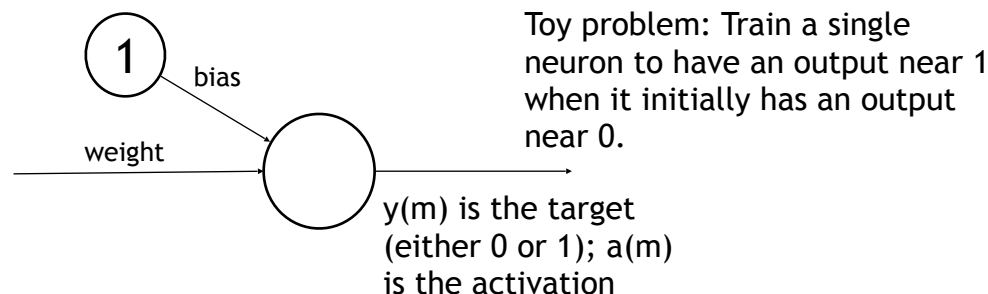 1
bias
weight
Toy problem: Train a single
neuron to have an output near 1
when it initially has an output
near 0.
y(m) is the target
(either 0 or 1); a(m)
is the activation